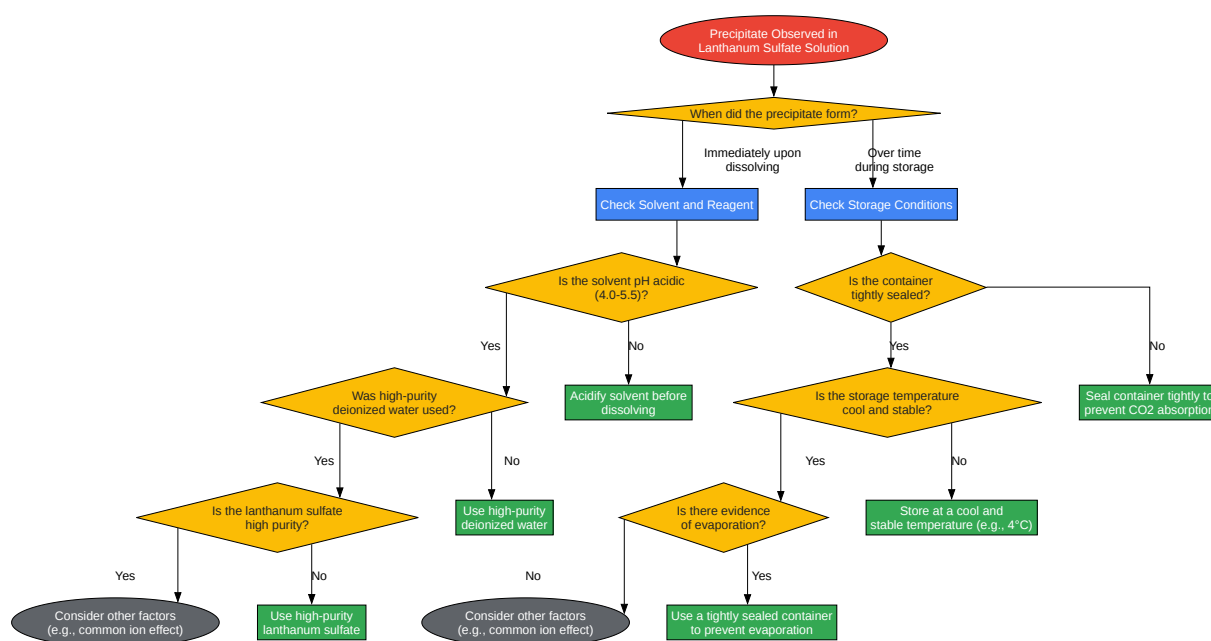 Precipitate Observed in
Lanthanum Sulfate Solution
When did the precipitate form?
Immediately upon
dissolving
Over time
during storage
Check Solvent and Reagent
Check Storage Conditions
Is the solvent pH acidic
(4.0-5.5)?
Is the container
tightly sealed?
Yes
No
Yes
No
Was high-purity
deionized water used?
Acidify solvent before
dissolving
Is the storage temperature
cool and stable?
Seal container tightly to
prevent CO2 absorption
Yes
No
Yes
No
Is the lanthanum sulfate
high purity?
Use high-purity
deionized water
Is there evidence
of evaporation?
Store at a cool and
stable temperature (e.g., 4°C)
Yes
No
No
Yes
Consider other factors
(e.g., common ion effect)
Use high-purity
lanthanum sulfate
Consider other factors
(e.g., common ion effect)
Use a tightly sealed container
to prevent evaporation